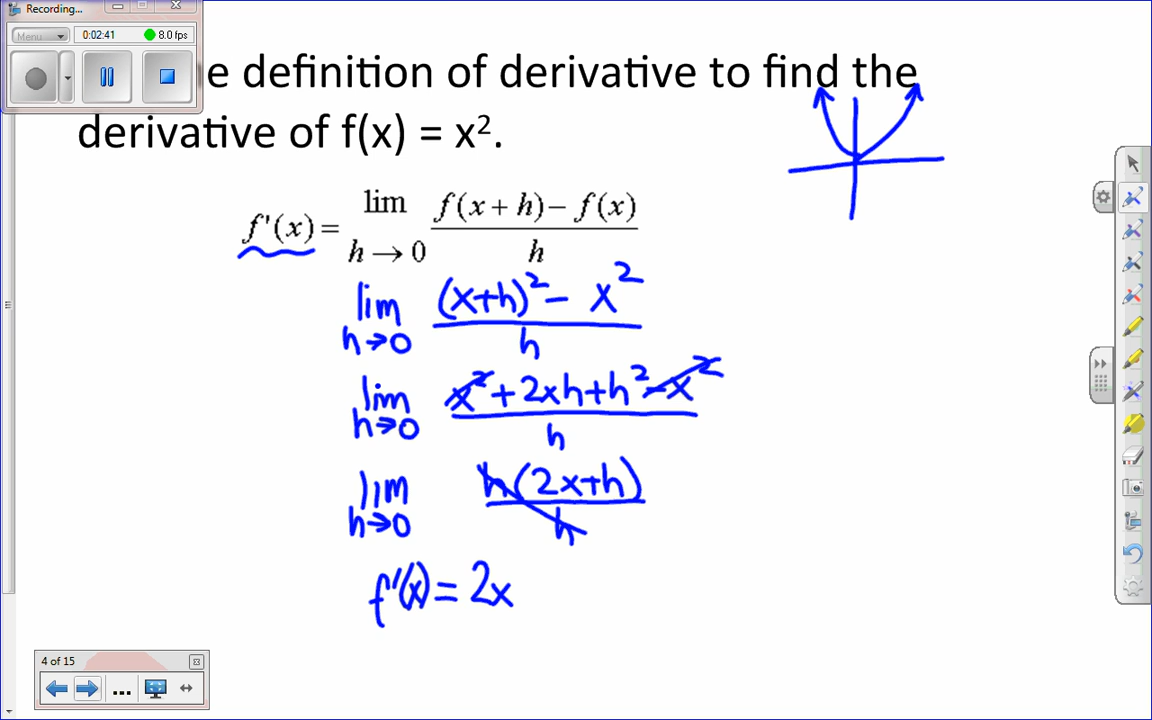 Recording...
Menu 0:02:41 8.0 fps
e definition of derivative to find the
derivative of f(x) = x².
f'(x) = lim h → 0 f(x + h) − f(x) / h
lim h→0 (x+h)² − x² / h
lim h→0 x² + 2xh + h² − x² / h
lim h→0 h(2x+h) / h
f'(x) = 2x
4 of 15
...